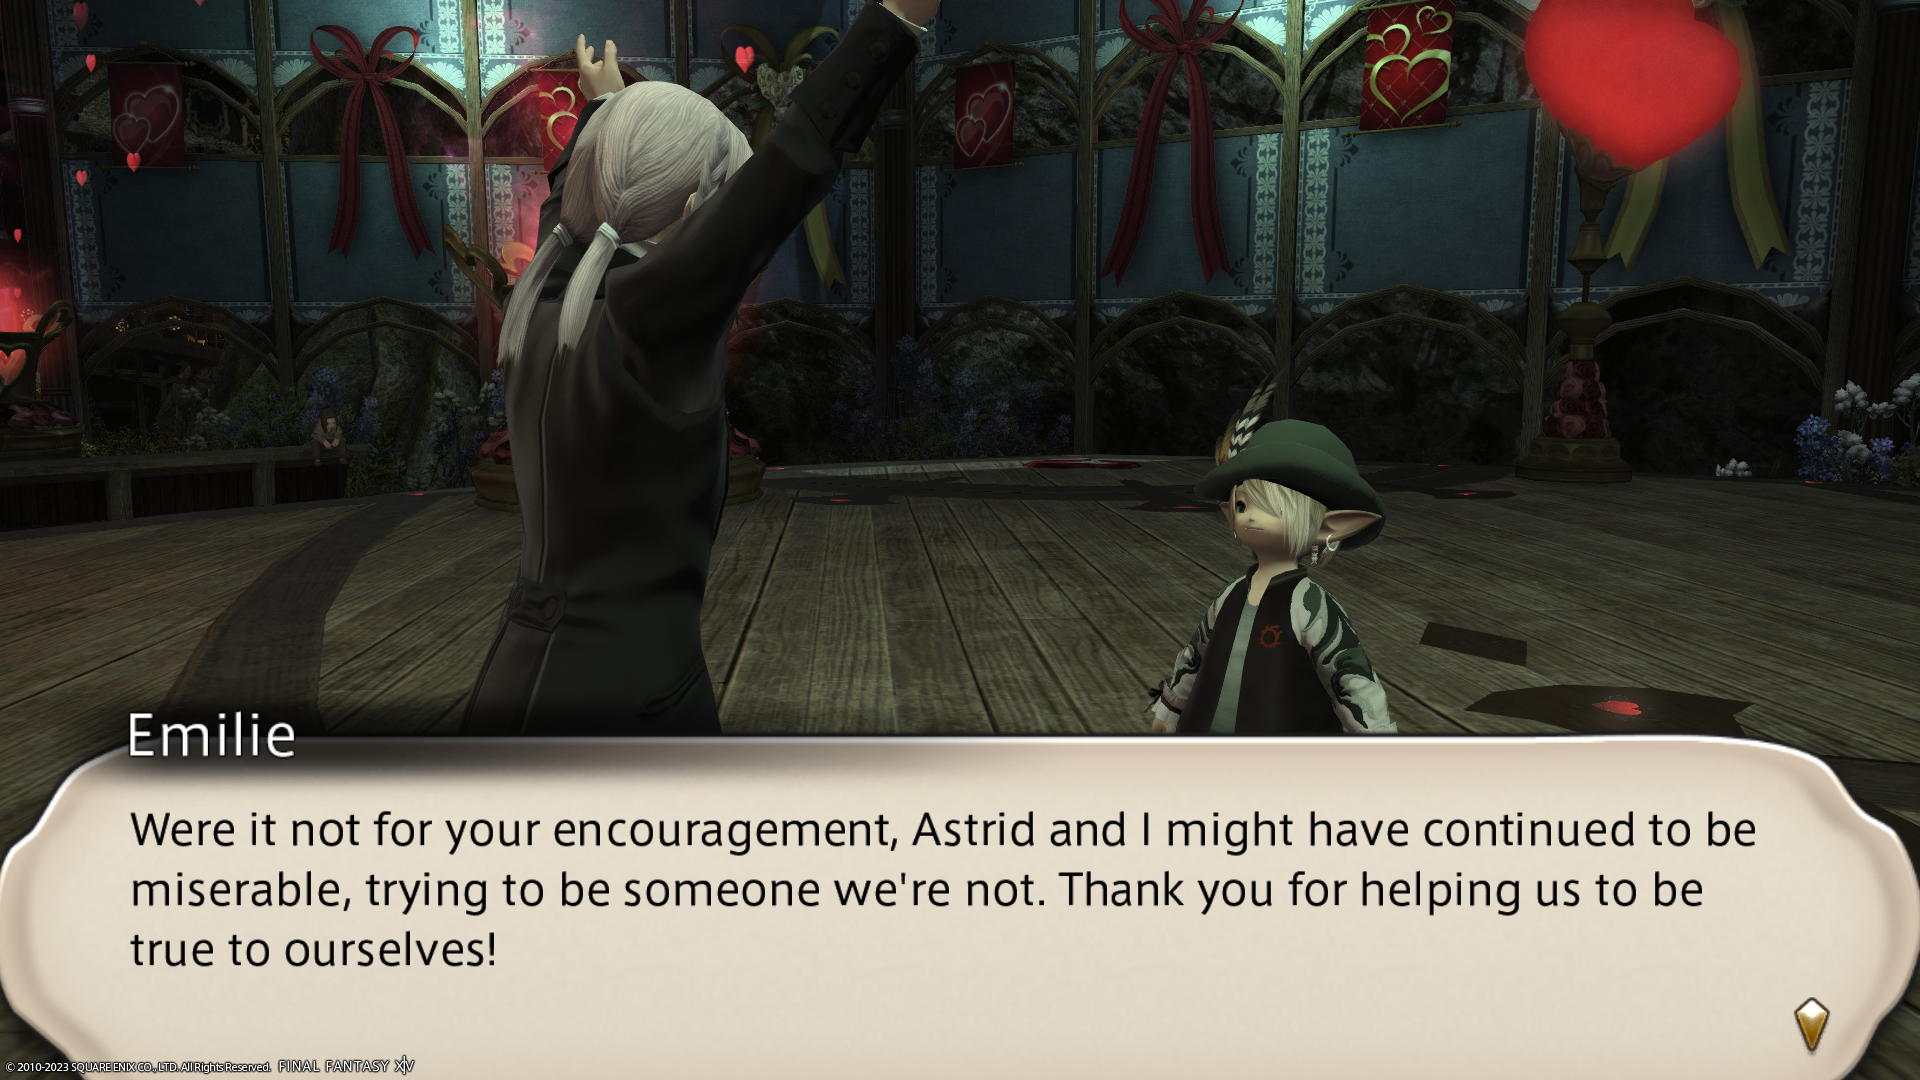 Emilie
Were it not for your encouragement, Astrid and I might have continued to be
miserable, trying to be someone we're not. Thank you for helping us to be
true to ourselves!
© 2010-2023 SQUARE ENIX CO., LTD. All Rights Reserved. FINAL FANTASY XIV